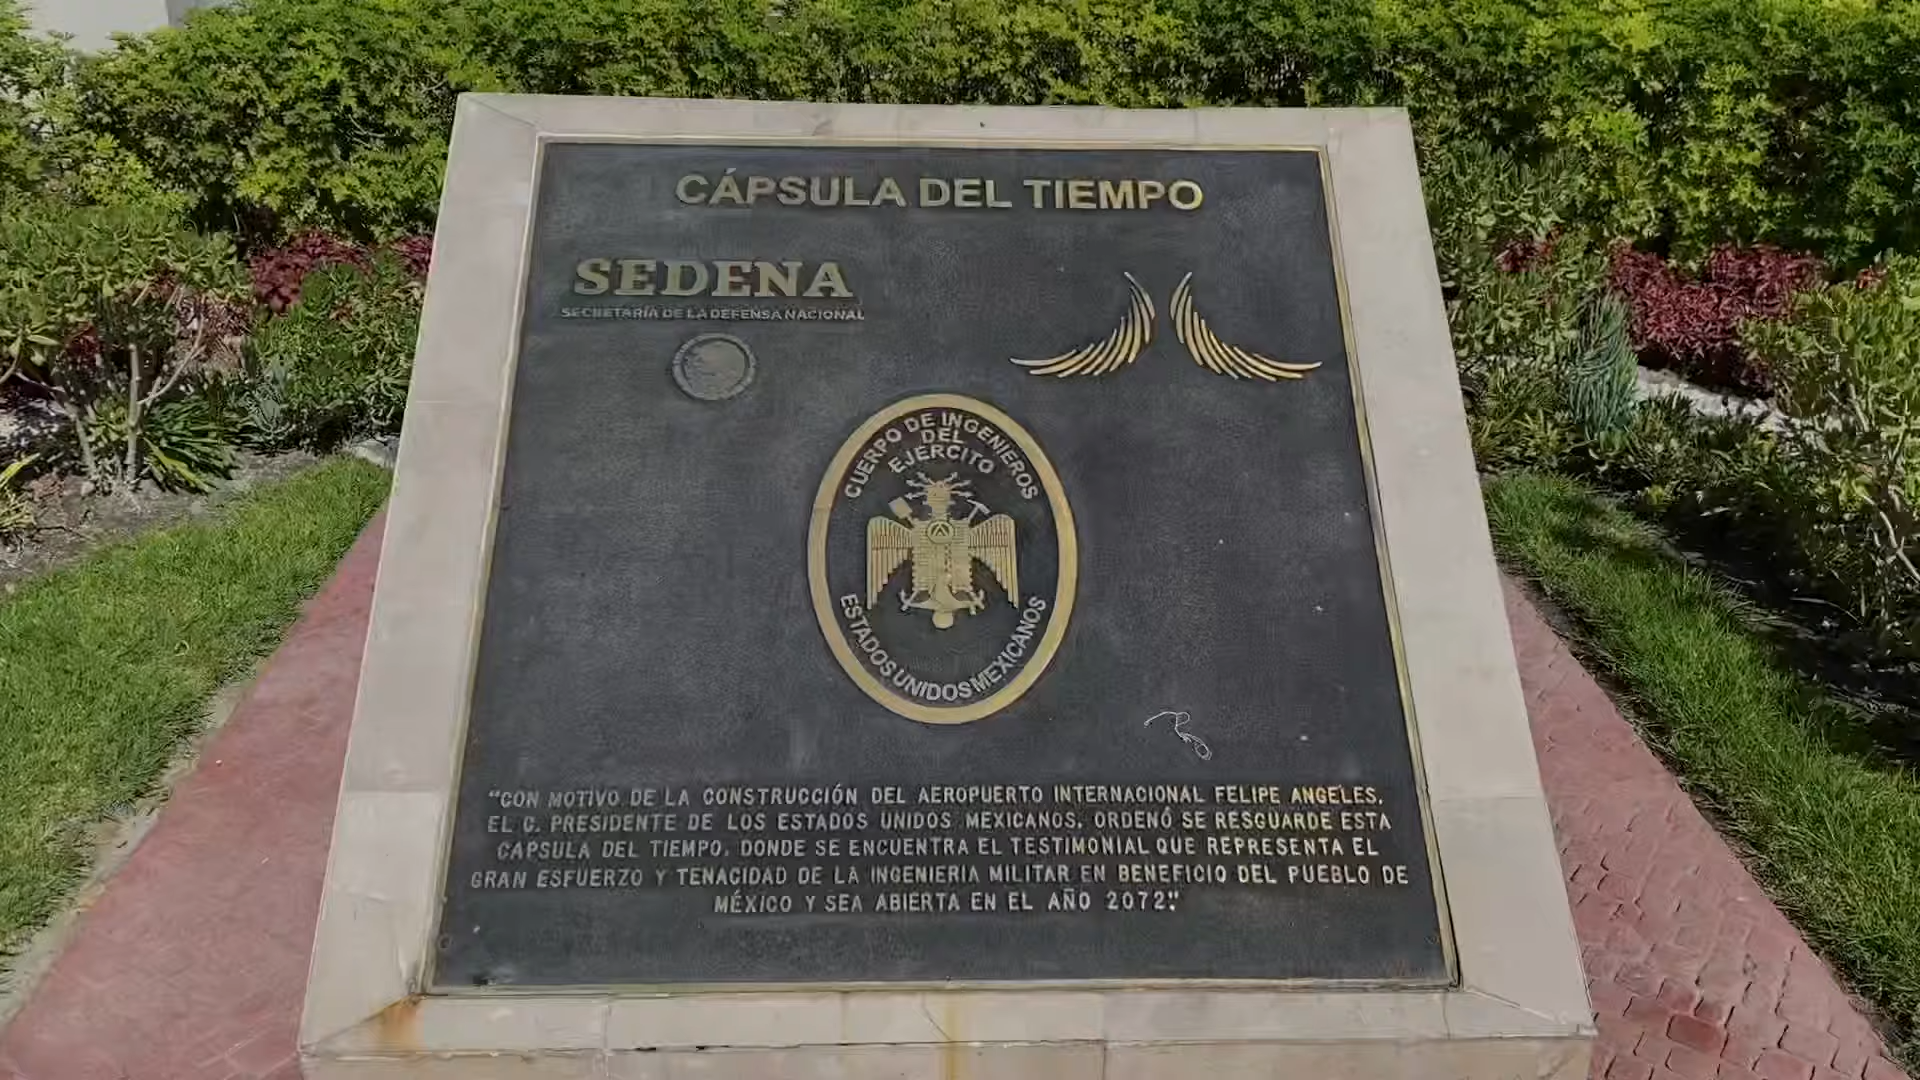 CÁPSULA DEL TIEMPO
SEDENA
SECRETARÍA DE LA DEFENSA NACIONAL
CUERPO DE INGENIEROS
DEL
EJÉRCITO
ESTADOS UNIDOS MEXICANOS
"CON MOTIVO DE LA CONSTRUCCIÓN DEL AEROPUERTO INTERNACIONAL FELIPE ANGELES,
EL C. PRESIDENTE DE LOS ESTADOS UNIDOS MEXICANOS, ORDENÓ SE RESGUARDE ESTA
CAPSULA DEL TIEMPO, DONDE SE ENCUENTRA EL TESTIMONIAL QUE REPRESENTA EL
GRAN ESFUERZO Y TENACIDAD DE LA INGENIERIA MILITAR EN BENEFICIO DEL PUEBLO DE
MÉXICO Y SEA ABIERTA EN EL AÑO 2072".